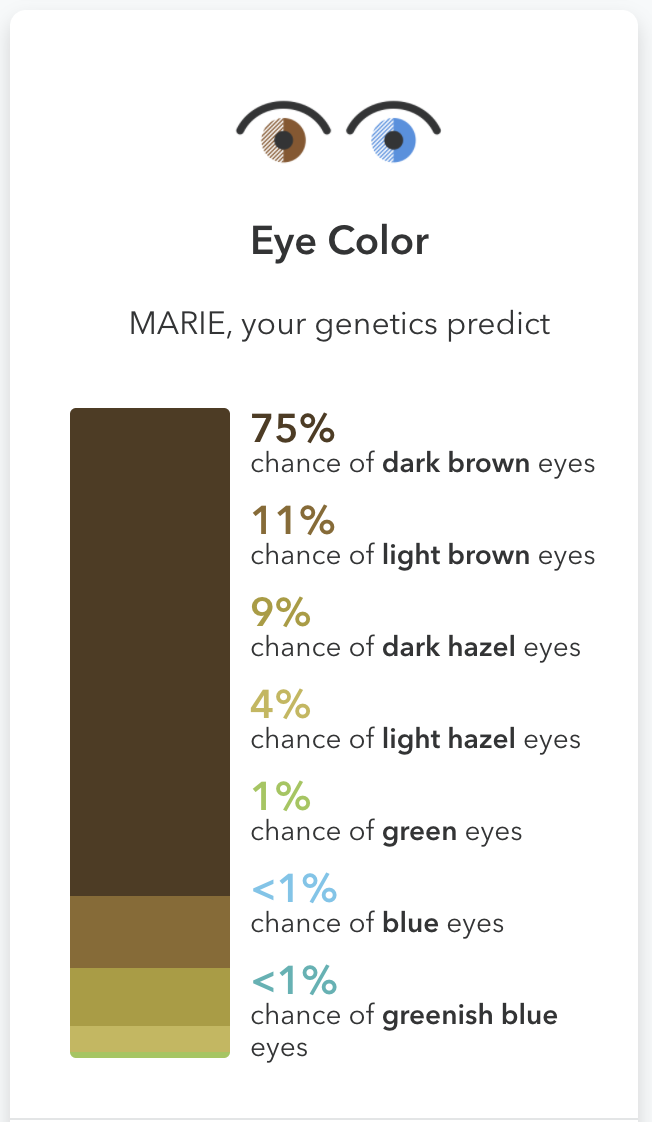 Eye Color
MARIE, your genetics predict
75%
chance of dark brown eyes
11%
chance of light brown eyes
9%
chance of dark hazel eyes
4%
chance of light hazel eyes
1%
chance of green eyes
<1%
chance of blue eyes
<1%
chance of greenish blue
eyes